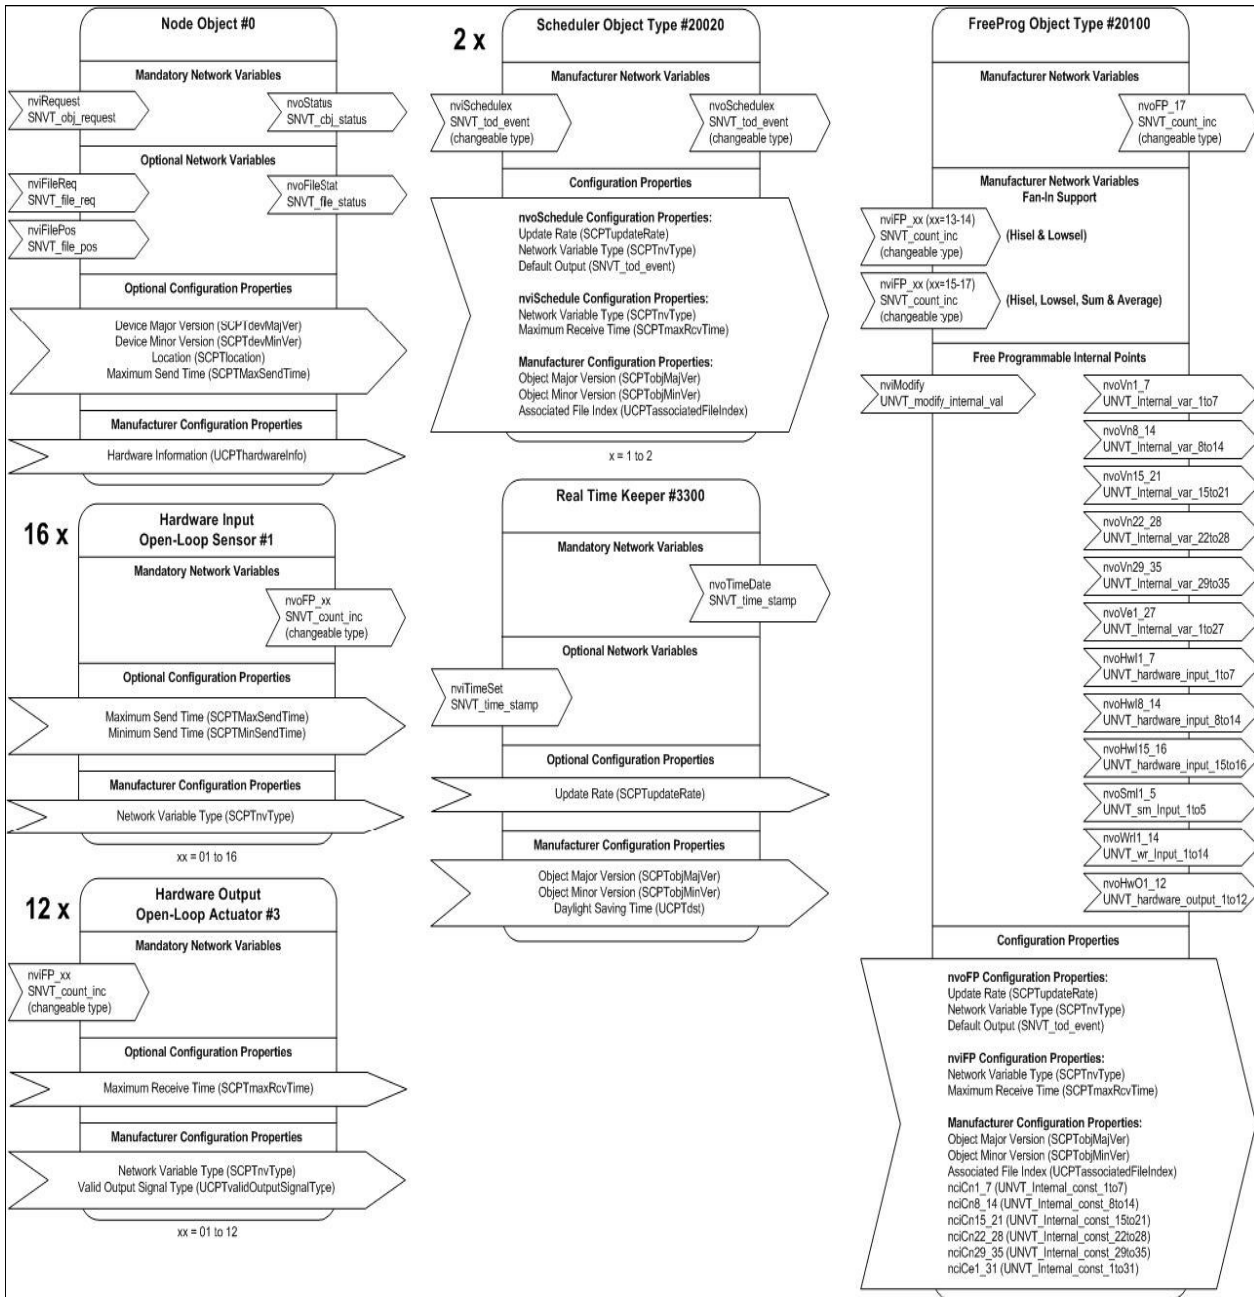 Node Object #0
Mandatory Network Variables
nviRequest
SNVT_obj_request
nvoStatus
SNVT_cbj_status
Optional Network Variables
nviFileReq
SNVT_file_req
nvoFileStat
SNVT_file_status
nviFilePos
SNVT_file_pos
Optional Configuration Properties
Device Major Version (SCPTdevMajVer)
Device Minor Version (SCPTdevMinVer)
Location (SCPTlocation)
Maximum Send Time (SCPTMaxSendTime)
Manufacturer Configuration Properties
Hardware Information (UCPThardwareInfo)
16 x
Hardware Input
Open-Loop Sensor #1
Mandatory Network Variables
nvoFP_xx
SNVT_count_inc
(changeable type)
Optional Configuration Properties
Maximum Send Time (SCPTMaxSendTime)
Minimum Send Time (SCPTMinSendTime)
Manufacturer Configuration Properties
Network Variable Type (SCPTnvType)
xx = 01 to 16
12 x
Hardware Output
Open-Loop Actuator #3
Mandatory Network Variables
nviFP_xx
SNVT_count_inc
(changeable type)
Optional Configuration Properties
Maximum Receive Time (SCPTmaxRcvTime)
Manufacturer Configuration Properties
Network Variable Type (SCPTnvType)
Valid Output Signal Type (UCPTvalidOutputSignalType)
xx = 01 to 12
2 x
Scheduler Object Type #20020
Manufacturer Network Variables
nviSchedulex
SNVT_tod_event
(changeable type)
nvoSchedulex
SNVT_tod_event
(changeable type)
Configuration Properties
nvoSchedule Configuration Properties:
Update Rate (SCPTupdateRate)
Network Variable Type (SCPTnvType)
Default Output (SNVT_tod_event)
nviSchedule Configuration Properties:
Network Variable Type (SCPTnvType)
Maximum Receive Time (SCPTmaxRcvTime)
Manufacturer Configuration Properties:
Object Major Version (SCPTobjMajVer)
Object Minor Version (SCPTobjMinVer)
Associated File Index (UCPTassociatedFileIndex)
x = 1 to 2
Real Time Keeper #3300
Mandatory Network Variables
nvoTimeDate
SNVT_time_stamp
Optional Network Variables
nviTimeSet
SNVT_time_stamp
Optional Configuration Properties
Update Rate (SCPTupdateRate)
Manufacturer Configuration Properties
Object Major Version (SCPTobjMajVer)
Object Minor Version (SCPTobjMinVer)
Daylight Saving Time (UCPTdst)
FreeProg Object Type #20100
Manufacturer Network Variables
nvoFP_17
SNVT_count_inc
(changeable type)
Manufacturer Network Variables
Fan-In Support
nviFP_xx (xx=13-14)
SNVT_count_inc
(changeable type)
(Hisel & Lowsel)
nviFP_xx (xx=15-17)
SNVT_count_inc
(changeable type)
(Hisel, Lowsel, Sum & Average)
Free Programmable Internal Points
nviModify
UNVT_modify_internal_val
nvoVn1_7
UNVT_Internal_var_1to7
nvoVn8_14
UNVT_Internal_var_8to14
nvoVn15_21
UNVT_Internal_var_15to21
nvoVn22_28
UNVT_Internal_var_22to28
nvoVn29_35
UNVT_Internal_var_29to35
nvoVe1_27
UNVT_Internal_var_1to27
nvoHwI1_7
UNVT_hardware_input_1to7
nvoHwI8_14
UNVT_hardware_input_8to14
nvoHwI15_16
UNVT_hardware_input_15to16
nvoSmI1_5
UNVT_sm_Input_1to5
nvoWrI1_14
UNVT_wr_Input_1to14
nvoHwO1_12
UNVT_hardware_output_1to12
Configuration Properties
nvoFP Configuration Properties:
Update Rate (SCPTupdateRate)
Network Variable Type (SCPTnvType)
Default Output (SNVT_tod_event)
nviFP Configuration Properties:
Network Variable Type (SCPTnvType)
Maximum Receive Time (SCPTmaxRcvTime)
Manufacturer Configuration Properties:
Object Major Version (SCPTobjMajVer)
Object Minor Version (SCPTobjMinVer)
Associated File Index (UCPTassociatedFileIndex)
nciCn1_7 (UNVT_Internal_const_1to7)
nciCn8_14 (UNVT_Internal_const_8to14)
nciCn15_21 (UNVT_Internal_const_15to21)
nciCn22_28 (UNVT_Internal_const_22to28)
nciCn29_35 (UNVT_Internal_const_29to35)
nciCe1_31 (UNVT_Internal_const_1to31)